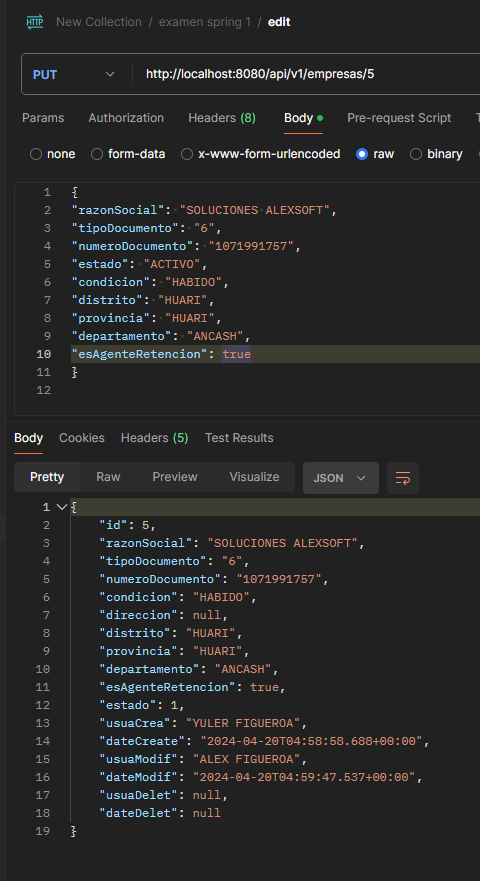 HTTP New Collection / examen spring 1 / edit
PUT http://localhost:8080/api/v1/empresas/5
Params Authorization Headers (8) Body Pre-request Script T
none form-data x-www-form-urlencoded raw binary
1 {
2 "razonSocial": "SOLUCIONES ALEXSOFT",
3 "tipoDocumento": "6",
4 "numeroDocumento": "1071991757",
5 "estado": "ACTIVO",
6 "condicion": "HABIDO",
7 "distrito": "HUARI",
8 "provincia": "HUARI",
9 "departamento": "ANCASH",
10 "esAgenteRetencion": true
11 }
12
Body Cookies Headers (5) Test Results
Pretty Raw Preview Visualize JSON
1 {
2 "id": 5,
3 "razonSocial": "SOLUCIONES ALEXSOFT",
4 "tipoDocumento": "6",
5 "numeroDocumento": "1071991757",
6 "condicion": "HABIDO",
7 "direccion": null,
8 "distrito": "HUARI",
9 "provincia": "HUARI",
10 "departamento": "ANCASH",
11 "esAgenteRetencion": true,
12 "estado": 1,
13 "usuaCrea": "YULER FIGUEROA",
14 "dateCreate": "2024-04-20T04:58:58.688+00:00",
15 "usuaModif": "ALEX FIGUEROA",
16 "dateModif": "2024-04-20T04:59:47.537+00:00",
17 "usuaDelet": null,
18 "dateDelet": null
19 }